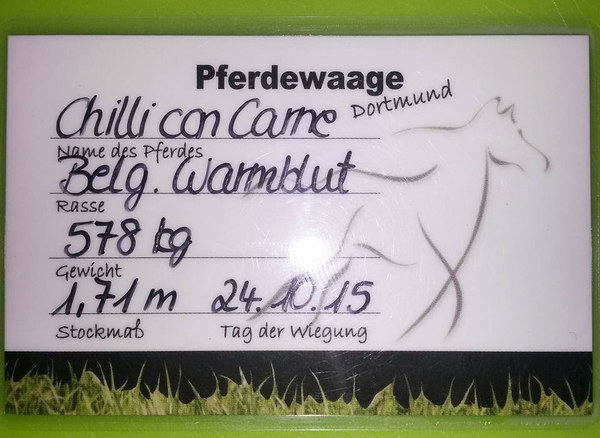 Pferdewaage
Dortmund
Chilli con Carne
Name des Pferdes
Belg. Warmblut
Rasse
578 kg
Gewicht
1,71 m 24.10.15
Stockmaß Tag der Wiegung